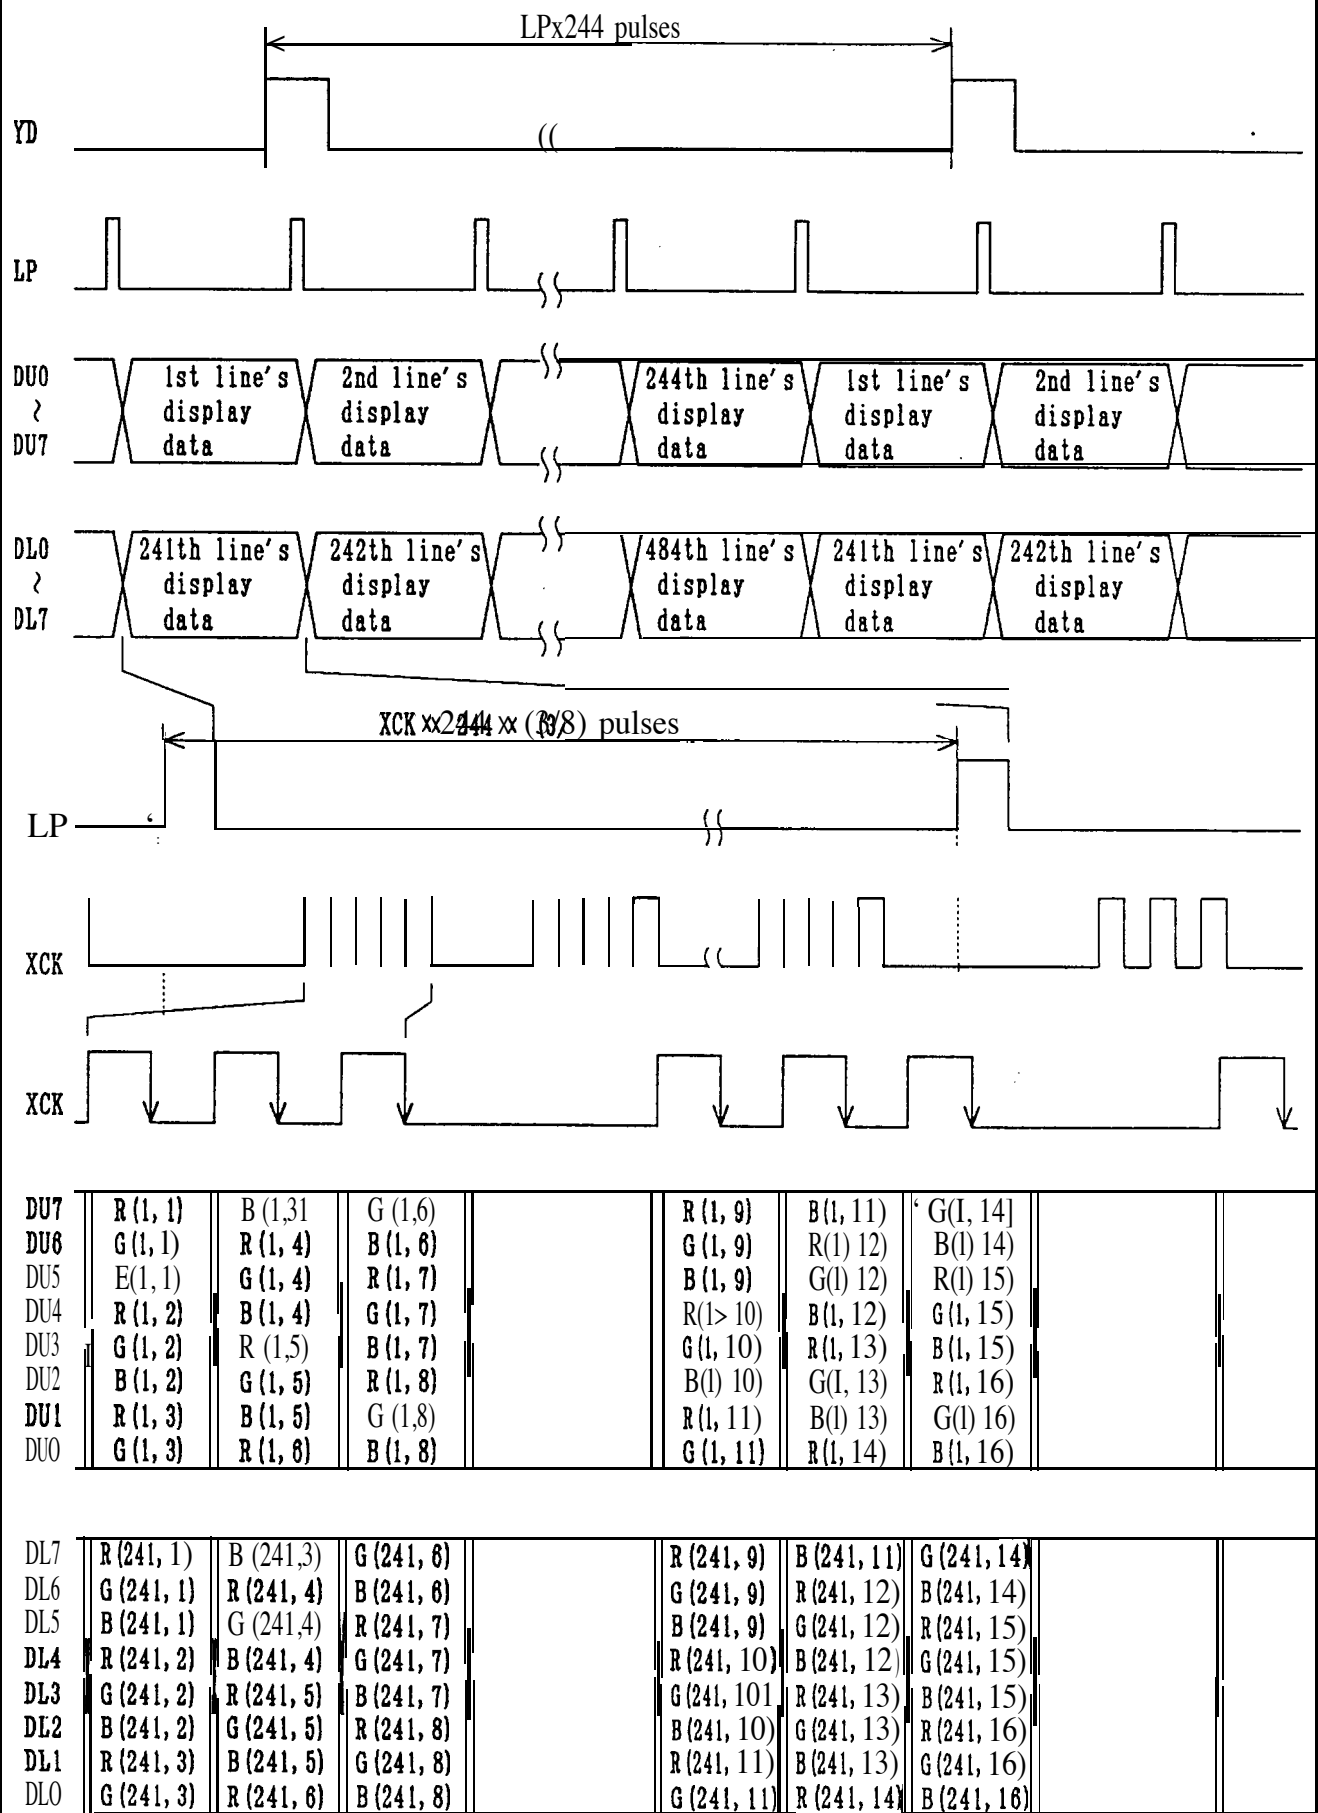 LPx244 pulses
YD
LP
DU0 1st line's 2nd line's 244th line's 1st line's 2nd line's
~ display display display display display
DU7 data data data data data
DL0 241th line's 242th line's 484th line's 241th line's 242th line's
~ display display display display display
DL7 data data data data data
XCK × 244 × (3/8) pulses
LP
XCK
XCK
DU7 R(1, 1) B (1,31 G (1,6) R(1, 9) B(1, 11) G(I, 14]
DU6 G(1, 1) R(1, 4) B(1, 6) G(1, 9) R(1) 12) B(l) 14)
DU5 E(1, 1) G(1, 4) R(1, 7) B(1, 9) G(l) 12) R(l) 15)
DU4 R(1, 2) B(1, 4) G(1, 7) R(1> 10) B(1, 12) G(1, 15)
DU3 G(1, 2) R (1,5) B(1, 7) G(1, 10) R(1, 13) B(1, 15)
DU2 B(1, 2) G(1, 5) R(1, 8) B(l) 10) G(I, 13) R(1, 16)
DU1 R(1, 3) B(1, 5) G (1,8) R(1, 11) B(l) 13) G(l) 16)
DU0 G(1, 3) R(1, 6) B(1, 8) G(1, 11) R(1, 14) B(1, 16)
DL7 R(241, 1) B (241,3) G(241, 6) R(241, 9) B(241, 11) G(241, 14)
DL6 G(241, 1) R(241, 4) B(241, 6) G(241, 9) R(241, 12) B(241, 14)
DL5 B(241, 1) G (241,4) R(241, 7) B(241, 9) G(241, 12) R(241, 15)
DL4 R(241, 2) B(241, 4) G(241, 7) R(241, 10) B(241, 12) G(241, 15)
DL3 G(241, 2) R(241, 5) B(241, 7) G(241, 101 R(241, 13) B(241, 15)
DL2 B(241, 2) G(241, 5) R(241, 8) B(241, 10) G(241, 13) R(241, 16)
DL1 R(241, 3) B(241, 5) G(241, 8) R(241, 11) B(241, 13) G(241, 16)
DL0 G(241, 3) R(241, 6) B(241, 8) G(241, 11) R(241, 14) B(241, 16)